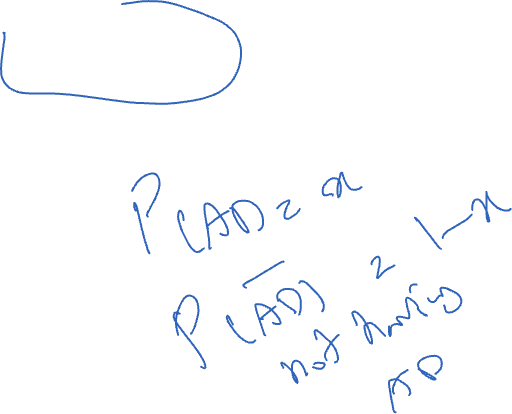 P(AD) = x
P(A̅D̅) = 1-x
not having
AD